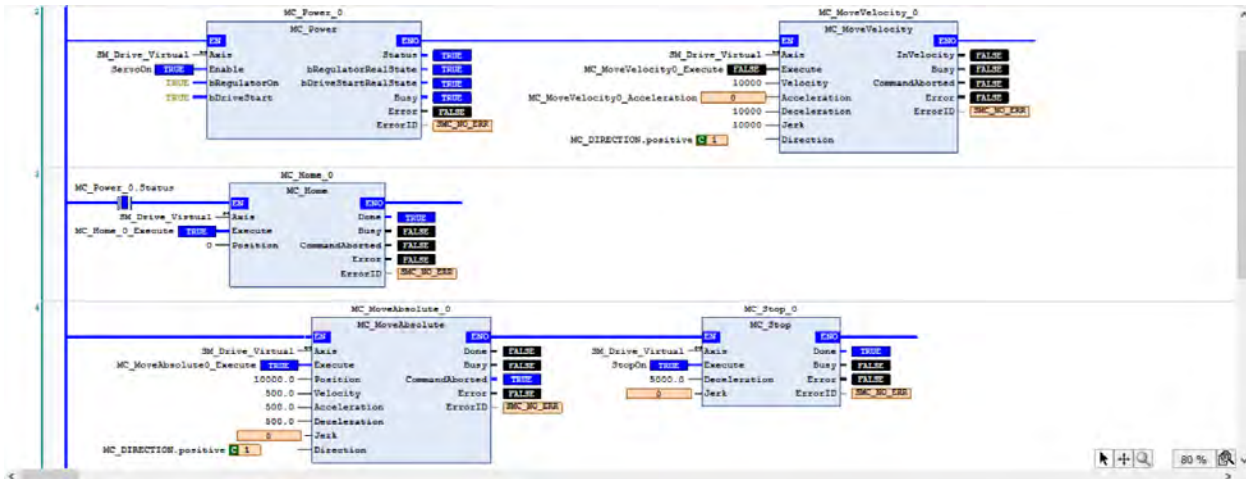 2
MC_Power_0 MC_MoveVelocity_0
MC_Power MC_MoveVelocity
EN ENO EN ENO
SM_Drive_Virtual Axis Status TRUE SM_Drive_Virtual Axis InVelocity FALSE
ServoOn TRUE Enable bRegulatorRealState TRUE MC_MoveVelocity0_Execute FALSE Execute Busy FALSE
TRUE bRegulatorOn bDriveStartRealState TRUE 10000 Velocity CommandAborted FALSE
TRUE bDriveStart Busy TRUE MC_MoveVelocity0_Acceleration 0 Acceleration Error FALSE
Error FALSE 10000 Deceleration ErrorID SMC_NO_ERR
ErrorID SMC_NO_ERR 10000 Jerk
MC_DIRECTION.positive C 1 Direction
3
MC_Home_0
MC_Power_0.Status MC_Home
EN ENO
SM_Drive_Virtual Axis Done TRUE
MC_Home_0_Execute TRUE Execute Busy FALSE
0 Position CommandAborted FALSE
Error FALSE
ErrorID SMC_NO_ERR
4
MC_MoveAbsolute_0 MC_Stop_0
MC_MoveAbsolute MC_Stop
EN ENO EN ENO
SM_Drive_Virtual Axis Done FALSE SM_Drive_Virtual Axis Done TRUE
MC_MoveAbsolute0_Execute TRUE Execute Busy FALSE StopOn TRUE Execute Busy FALSE
10000.0 Position CommandAborted TRUE 5000.0 Deceleration Error FALSE
500.0 Velocity Error FALSE 0 Jerk ErrorID SMC_NO_ERR
500.0 Acceleration ErrorID SMC_NO_ERR
500.0 Deceleration
0 Jerk
MC_DIRECTION.positive C 1 Direction
80 %